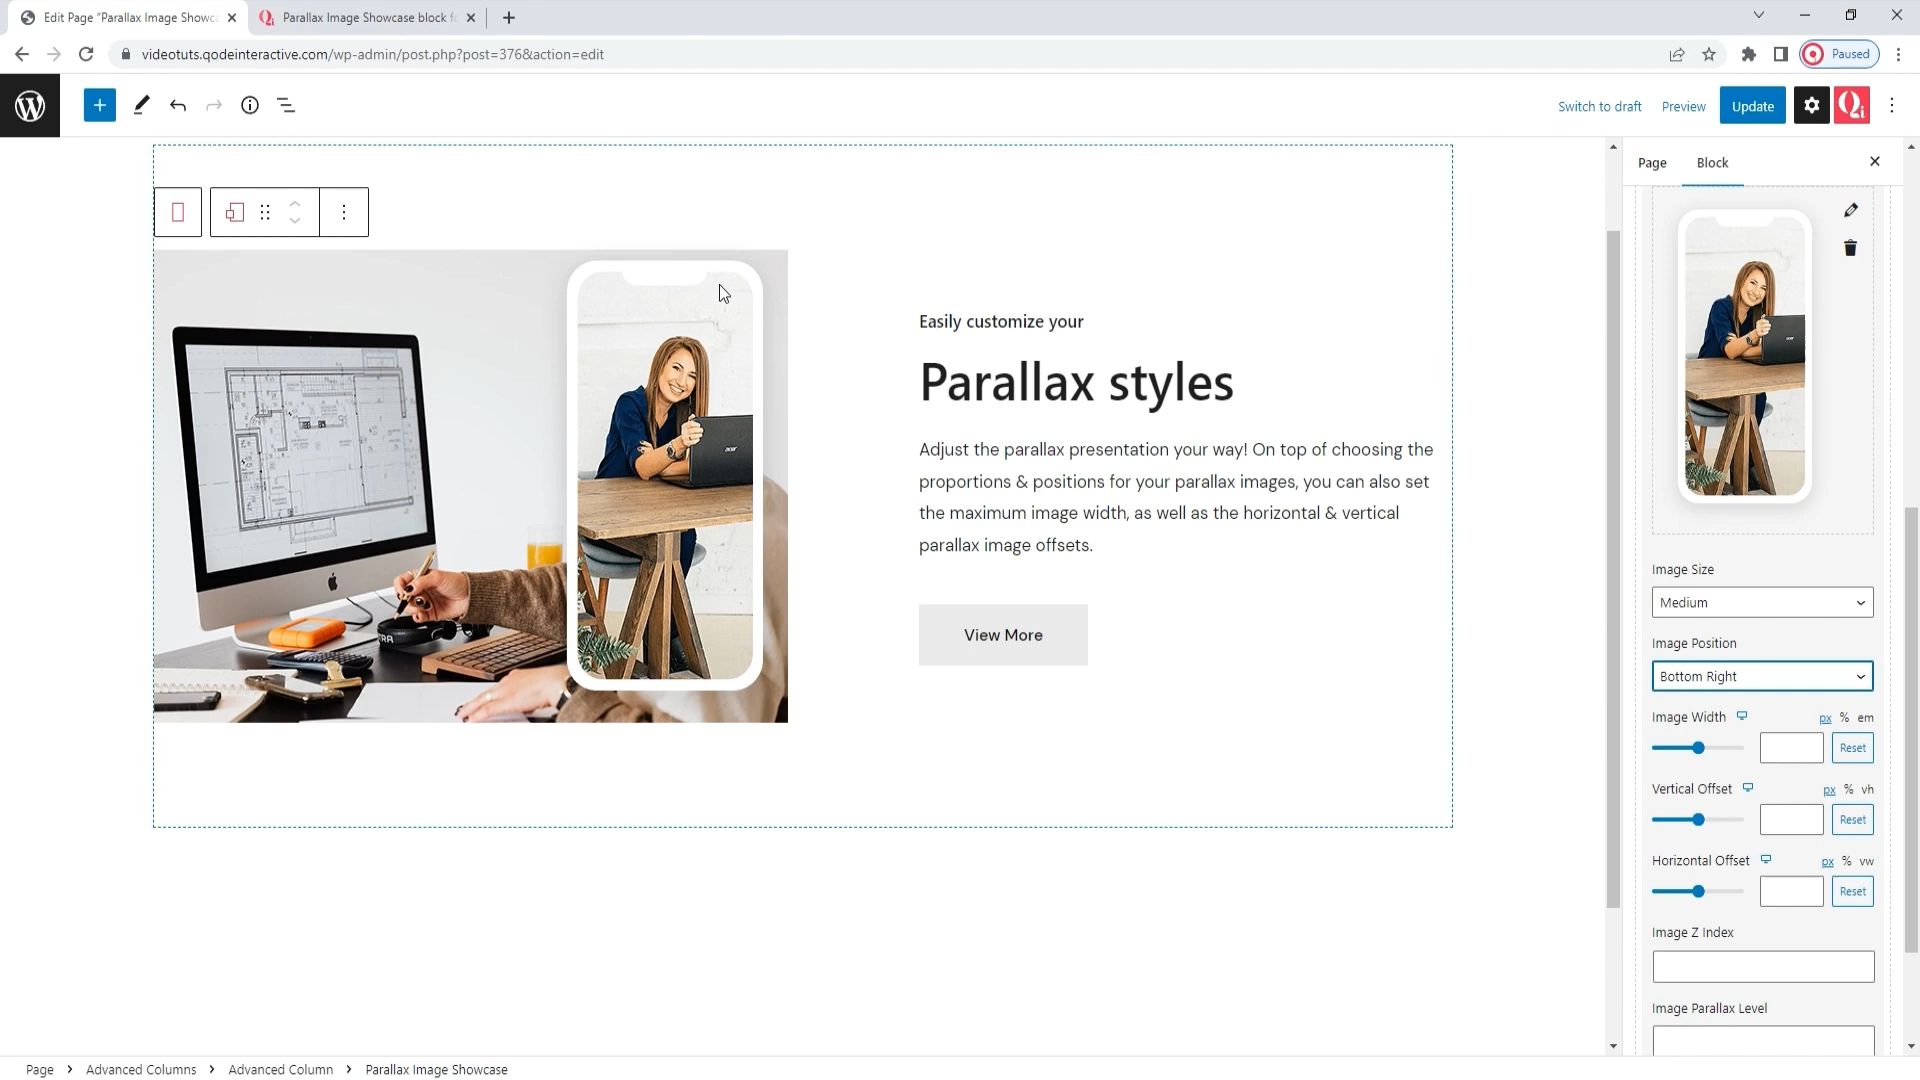 Edit Page "Parallax Image Showca
Parallax Image Showcase block fo
videotuts.qodeinteractive.com/wp-admin/post.php?post=376&action=edit
Paused
Switch to draft
Preview
Update
Qi
Page
Block
Easily customize your
Parallax styles
Adjust the parallax presentation your way! On top of choosing the
proportions & positions for your parallax images, you can also set
the maximum image width, as well as the horizontal & vertical
parallax image offsets.
View More
acer
Image Size
Medium
Image Position
Bottom Right
Image Width
px % em
Reset
Vertical Offset
px % vh
Reset
Horizontal Offset
px % vw
Reset
Image Z Index
Image Parallax Level
Page
Advanced Columns
Advanced Column
Parallax Image Showcase